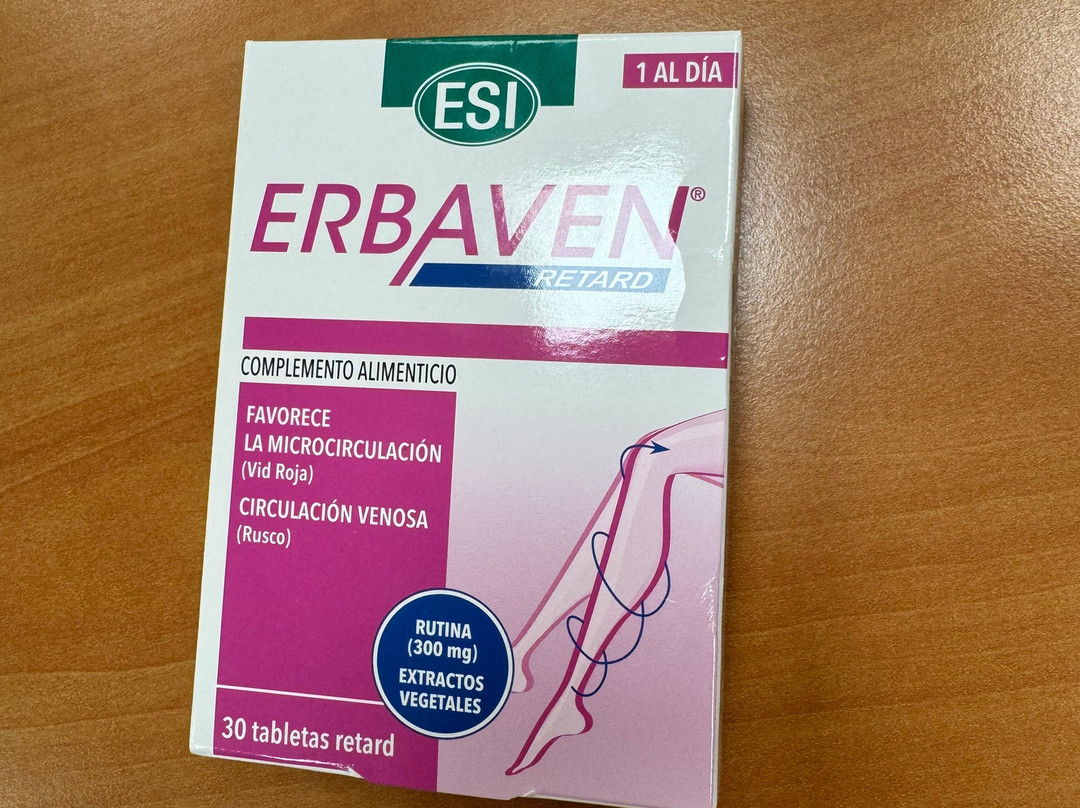 ESI
1 AL DÍA
ERBAVEN®
RETARD
COMPLEMENTO ALIMENTICIO
FAVORECE
LA MICROCIRCULACIÓN
(Vid Roja)
CIRCULACIÓN VENOSA
(Rusco)
RUTINA
(300 mg)
EXTRACTOS
VEGETALES
30 tabletas retard